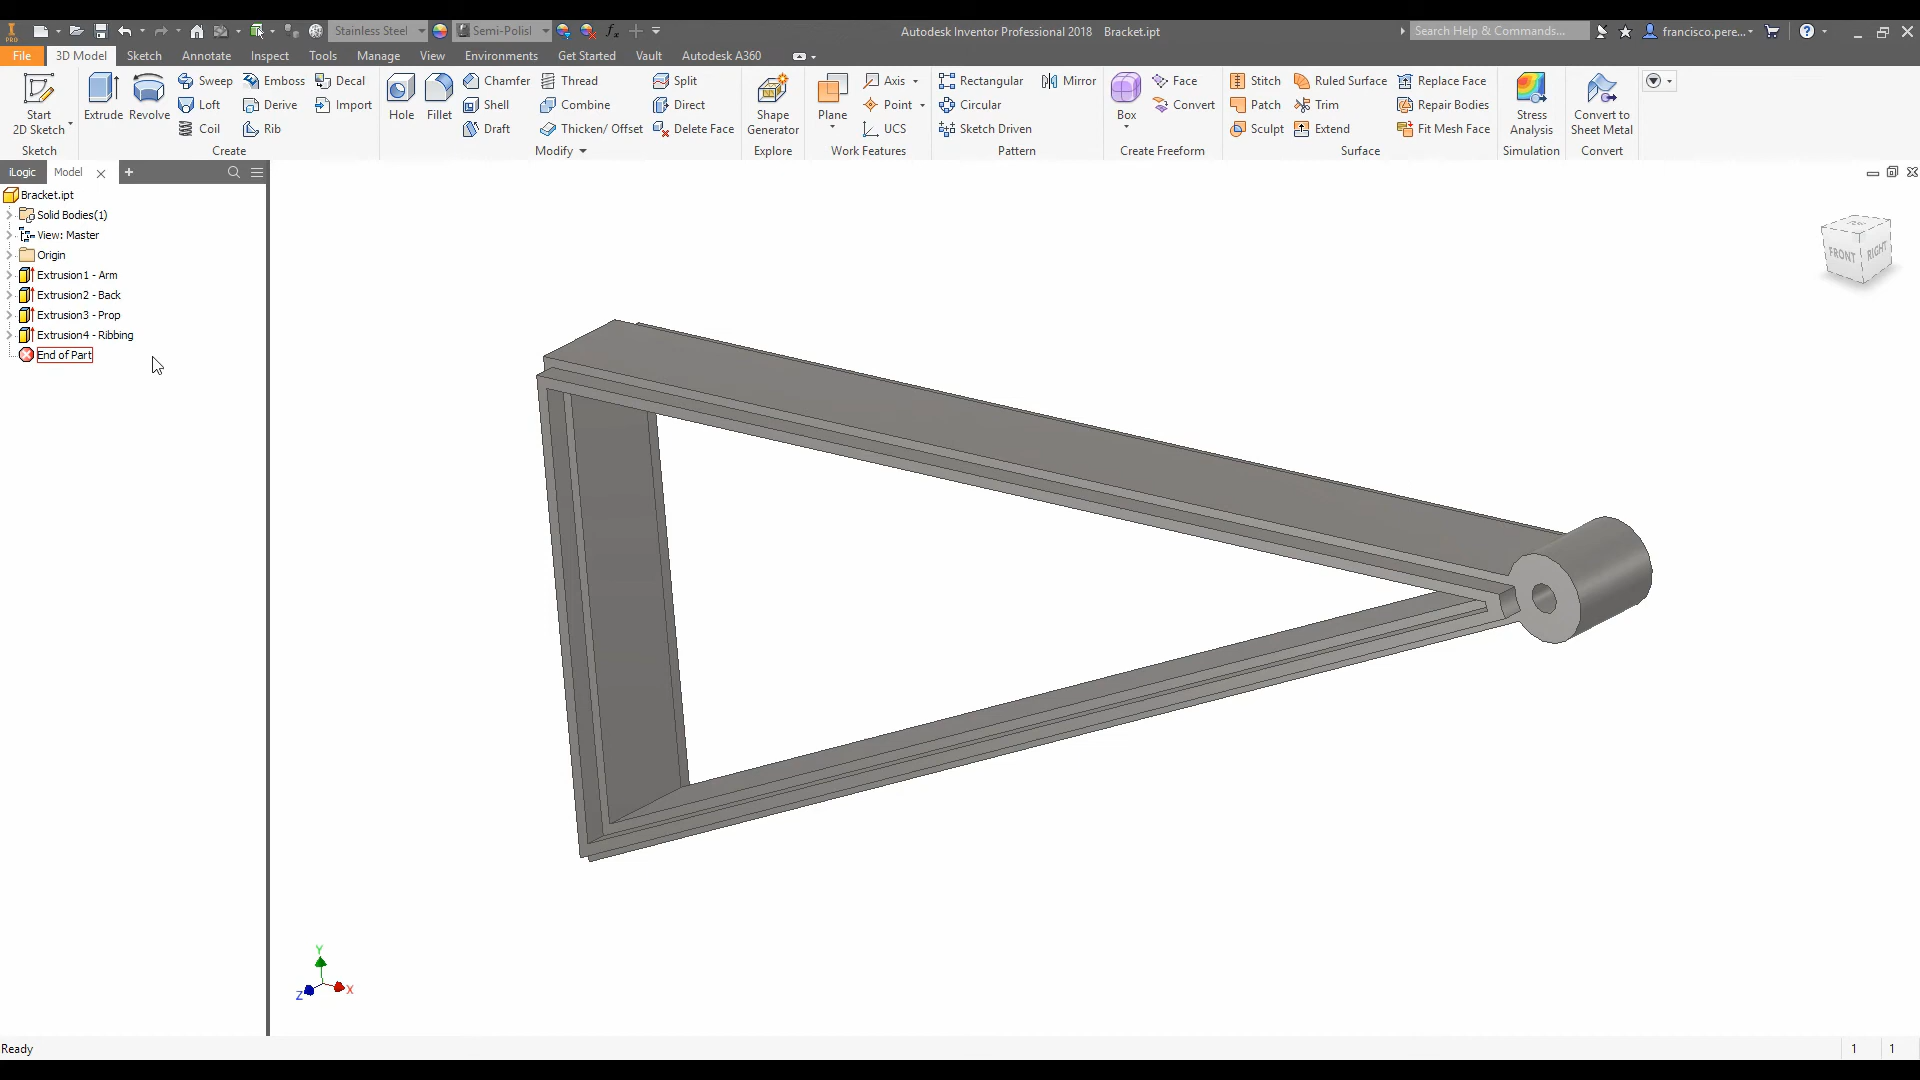 PRO
Stainless Steel
Semi-Polisl
Autodesk Inventor Professional 2018 Bracket.ipt
Search Help & Commands...
francisco.pere...
File 3D Model Sketch Annotate Inspect Tools Manage View Environments Get Started Vault Autodesk A360
Start
2D Sketch
Sketch
Extrude
Revolve
Sweep
Loft
Coil
Emboss
Derive
Rib
Decal
Import
Create
Hole
Fillet
Chamfer
Shell
Draft
Thread
Combine
Thicken/ Offset
Split
Direct
Delete Face
Modify
Shape
Generator
Explore
Plane
Axis
Point
UCS
Work Features
Rectangular
Circular
Sketch Driven
Mirror
Pattern
Box
Face
Convert
Create Freeform
Stitch
Patch
Sculpt
Ruled Surface
Trim
Extend
Replace Face
Repair Bodies
Fit Mesh Face
Surface
Stress
Analysis
Simulation
Convert to
Sheet Metal
Convert
iLogic Model
Bracket.ipt
Solid Bodies(1)
View: Master
Origin
Extrusion1 - Arm
Extrusion2 - Back
Extrusion3 - Prop
Extrusion4 - Ribbing
End of Part
FRONT
RIGHT
Y
Z
X
Ready
1 1